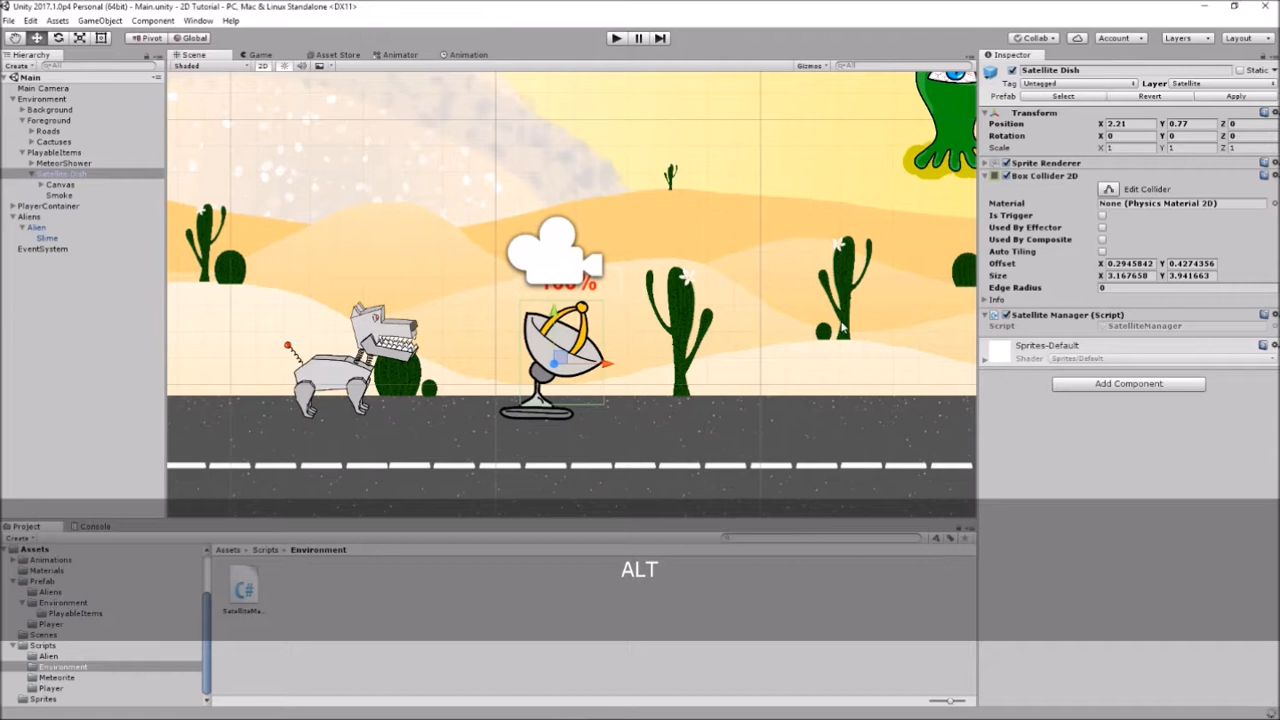 Unity 2017.1.0p4 Personal (64bit) - Main.unity - 2D Tutorial - PC, Mac & Linux Standalone <DX11>
File Edit Assets GameObject Component Window Help
Pivot Global
Collab Account Layers Layout
Hierarchy
Create All
Main
Main Camera
Environment
Background
Foreground
Roads
Cactuses
PlayableItems
MeteorShower
Satellite Dish
Canvas
Smoke
PlayerContainer
Aliens
Alien
Slime
EventSystem
Scene Game Asset Store Animator Animation
Shaded 2D Gizmos All
100%
Inspector
Satellite Dish Static
Tag Untagged Layer Satellite
Prefab Select Revert Apply
Transform
Position X 2.21 Y 0.77 Z 0
Rotation X 0 Y 0 Z 0
Scale X 1 Y 1 Z 1
Sprite Renderer
Box Collider 2D
Edit Collider
Material None (Physics Material 2D)
Is Trigger
Used By Effector
Used By Composite
Auto Tiling
Offset X 0.2945842 Y 0.4274356
Size X 3.167658 Y 3.941663
Edge Radius 0
Info
Satellite Manager (Script)
Script SatelliteManager
Sprites-Default
Shader Sprites/Default
Add Component
Project Console
Create
Assets
Animations
Materials
Prefab
Aliens
Environment
PlayableItems
Player
Scenes
Scripts
Alien
Environment
Meteorite
Player
Sprites
Assets Scripts Environment
C#
SatelliteMa...
ALT